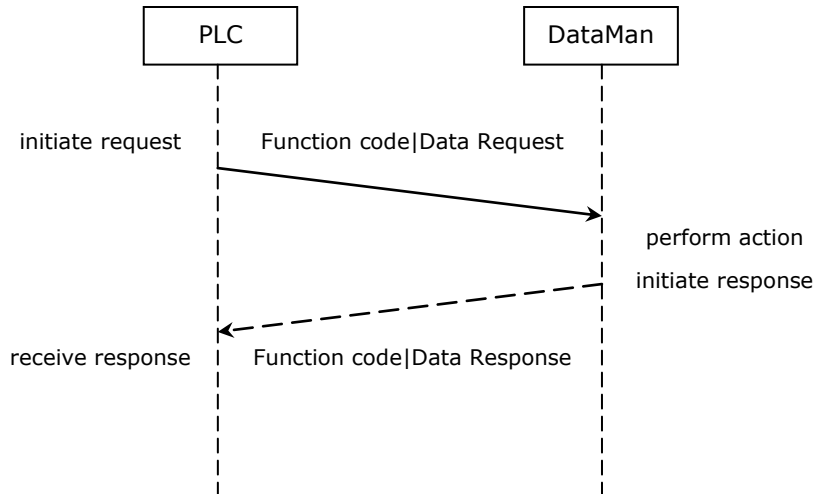 PLC
DataMan
initiate request
Function code|Data Request
perform action
initiate response
receive response
Function code|Data Response